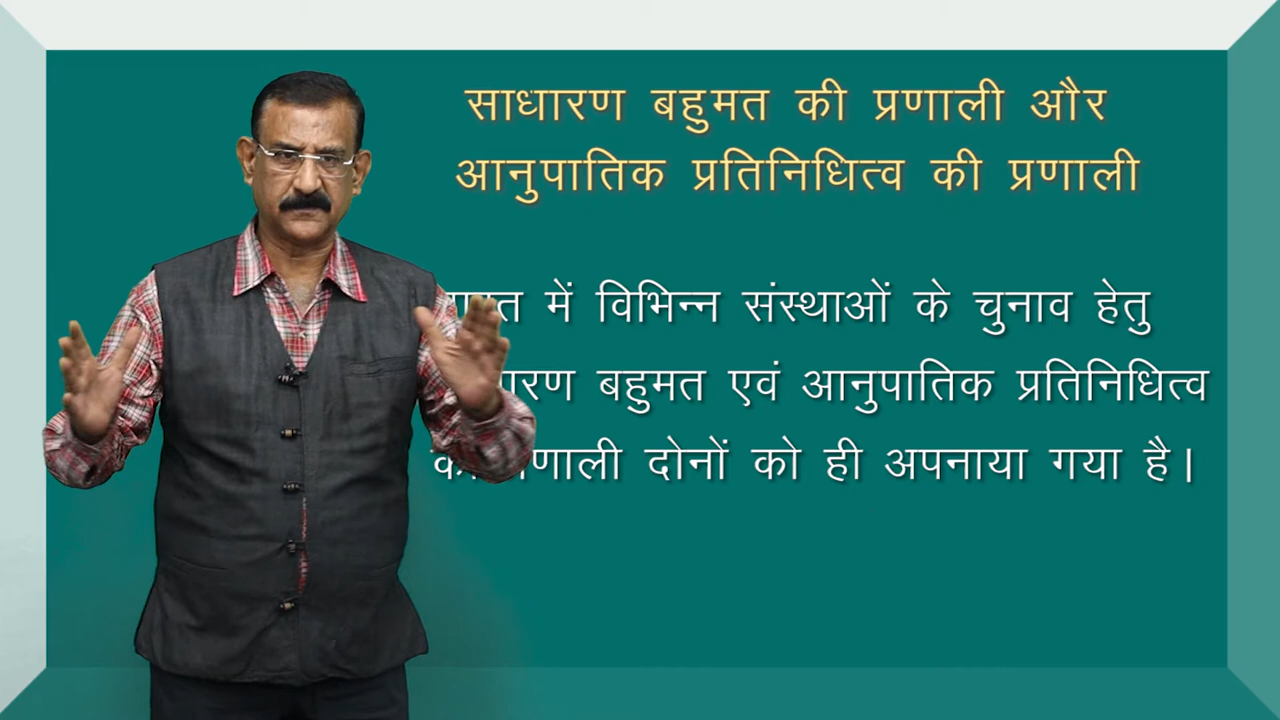 साधारण बहुमत की प्रणाली और
आनुपातिक प्रतिनिधित्व की प्रणाली
में विभिन्न संस्थाओं के चुनाव हेतु
बहुमत एवं आनुपातिक प्रतिनिधित्व
दोनों को ही अपनाया गया है।